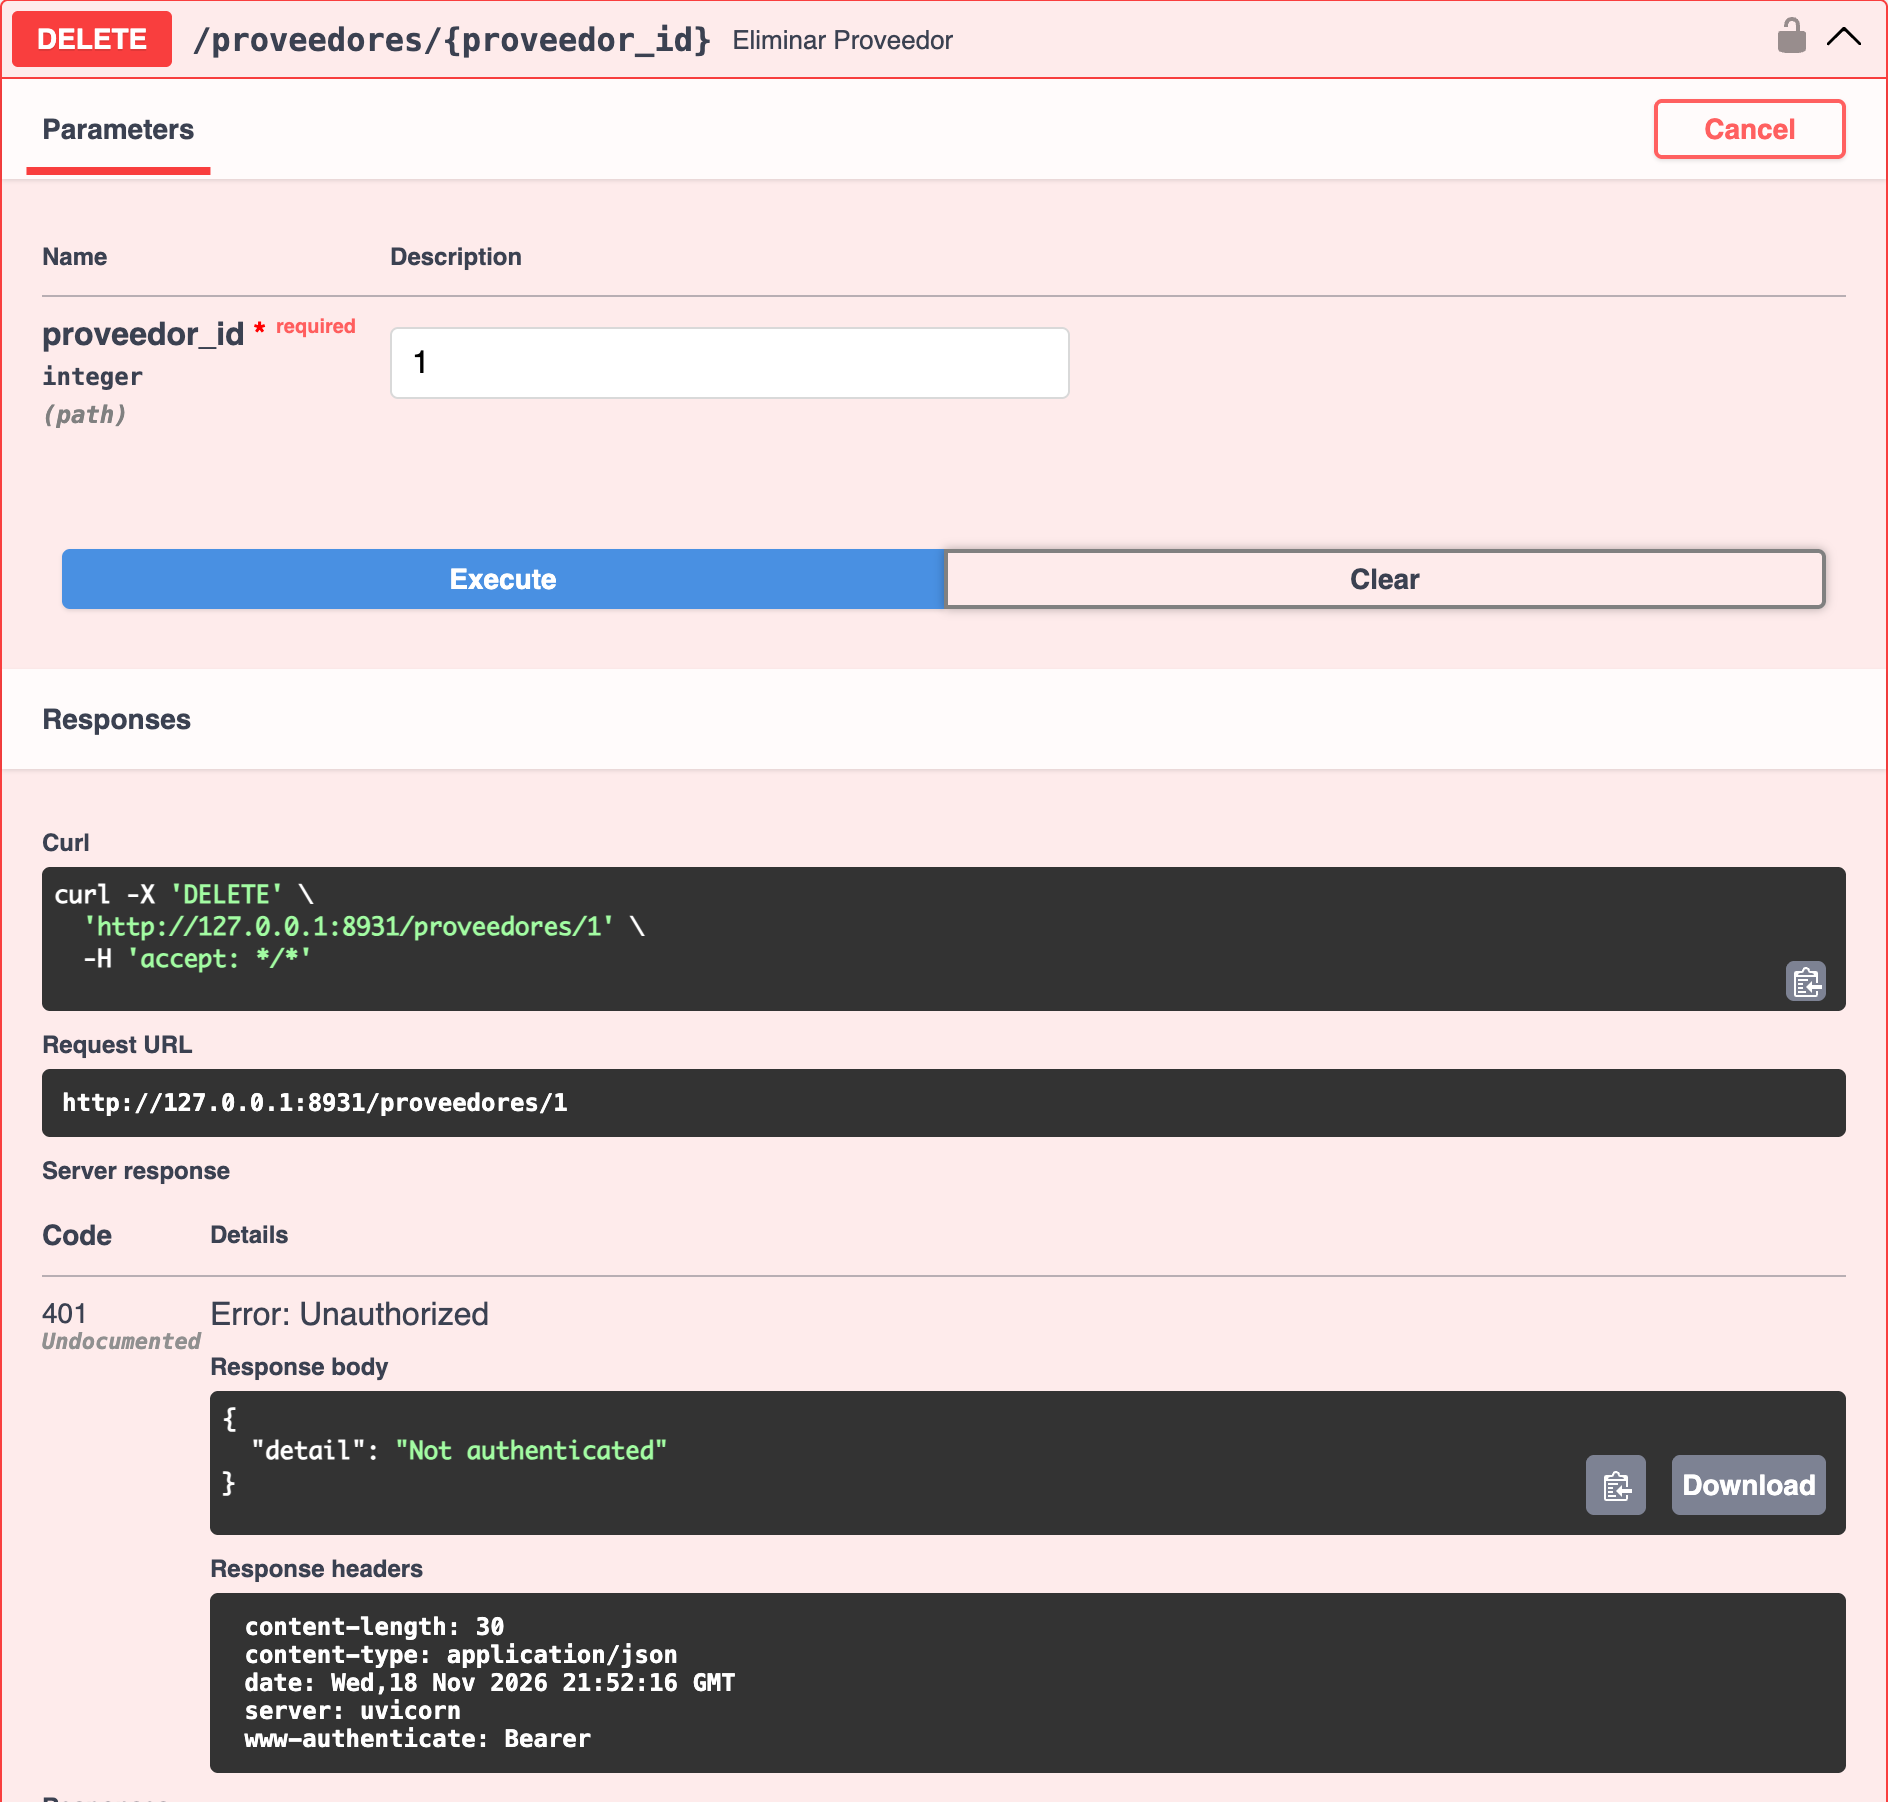 DELETE /proveedores/{proveedor_id} Eliminar Proveedor
Parameters
Cancel
Name Description
proveedor_id * required
integer
(path)
1
Execute Clear
Responses
Curl
curl -X 'DELETE' \
'http://127.0.0.1:8931/proveedores/1' \
-H 'accept: */*'
Request URL
http://127.0.0.1:8931/proveedores/1
Server response
Code Details
401
Undocumented
Error: Unauthorized
Response body
{
"detail": "Not authenticated"
}
Download
Response headers
content-length: 30
content-type: application/json
date: Wed,18 Nov 2026 21:52:16 GMT
server: uvicorn
www-authenticate: Bearer